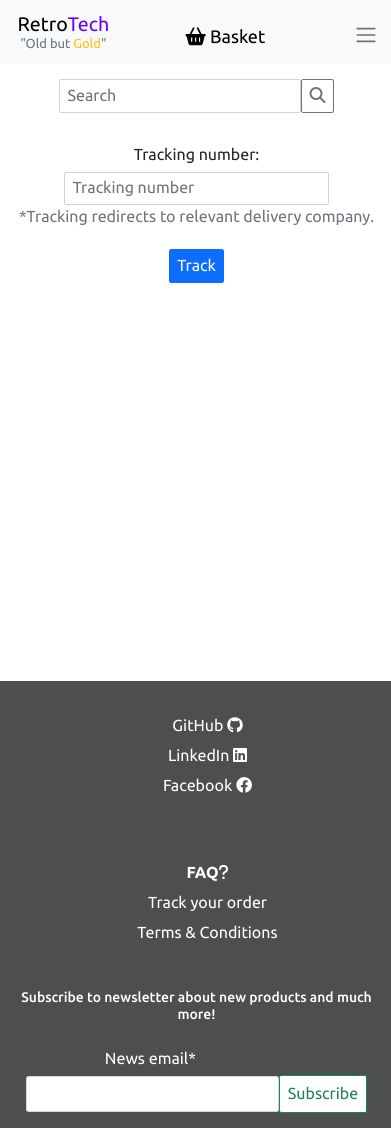 RetroTech
"Old but Gold"
Basket
Search
Tracking number:
Tracking number
*Tracking redirects to relevant delivery company.
Track
GitHub
LinkedIn
Facebook
FAQ?
Track your order
Terms & Conditions
Subscribe to newsletter about new products and much
more!
News email*
Subscribe